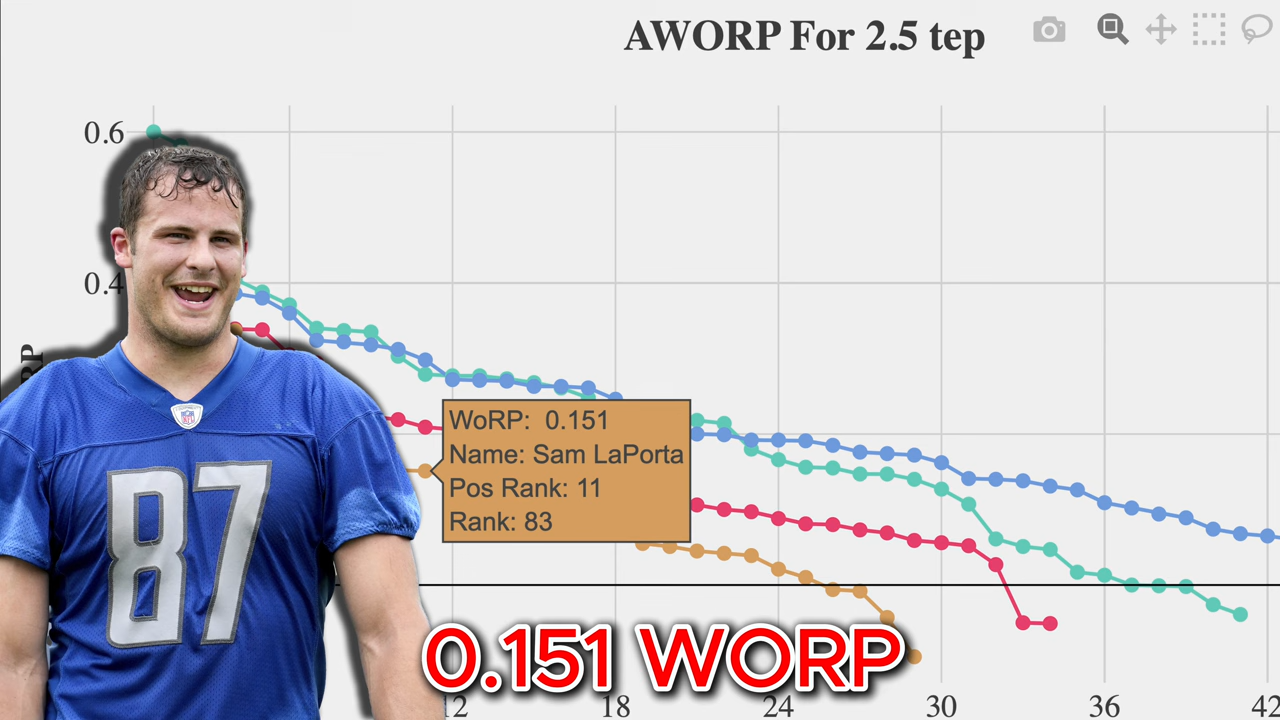 AWORP For 2.5 tep
0.6
0.4
RP
WoRP: 0.151
Name: Sam LaPorta
Pos Rank: 11
Rank: 83
87
0.151 WORP
12 18 24 30 36 42